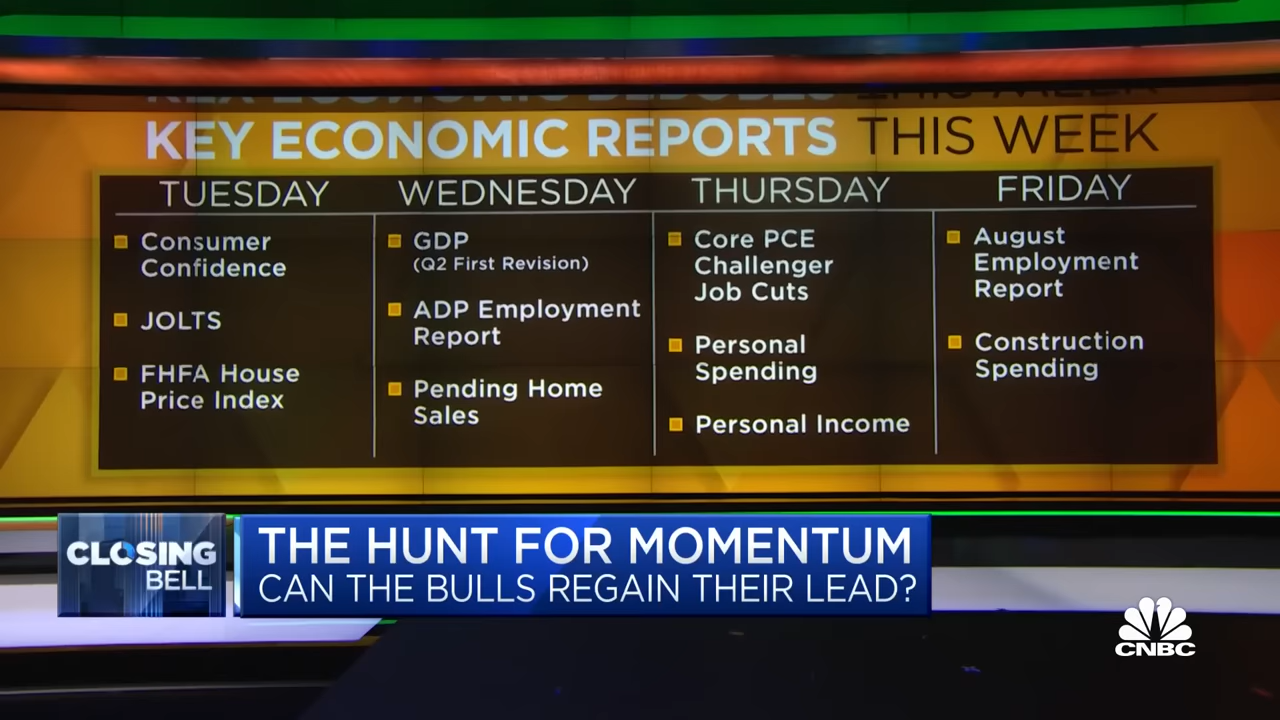 KEY ECONOMIC REPORTS THIS WEEK
TUESDAY
Consumer
Confidence
JOLTS
FHFA House
Price Index
WEDNESDAY
GDP
(Q2 First Revision)
ADP Employment
Report
Pending Home
Sales
THURSDAY
Core PCE
Challenger
Job Cuts
Personal
Spending
Personal Income
FRIDAY
August
Employment
Report
Construction
Spending
CLOSING
BELL
THE HUNT FOR MOMENTUM
CAN THE BULLS REGAIN THEIR LEAD?
CNBC